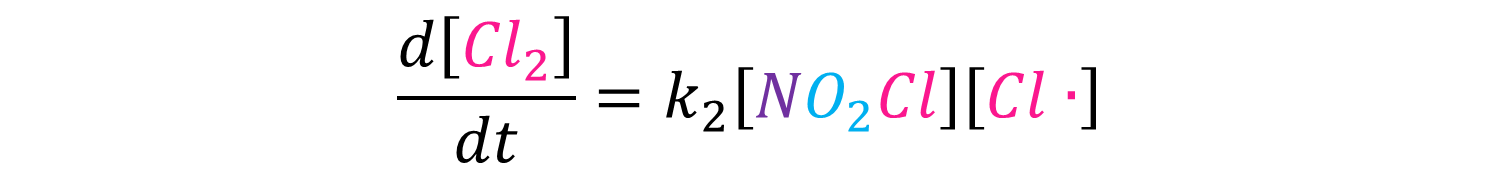 d[Cl₂]/dt = k₂[NO₂Cl][Cl·]